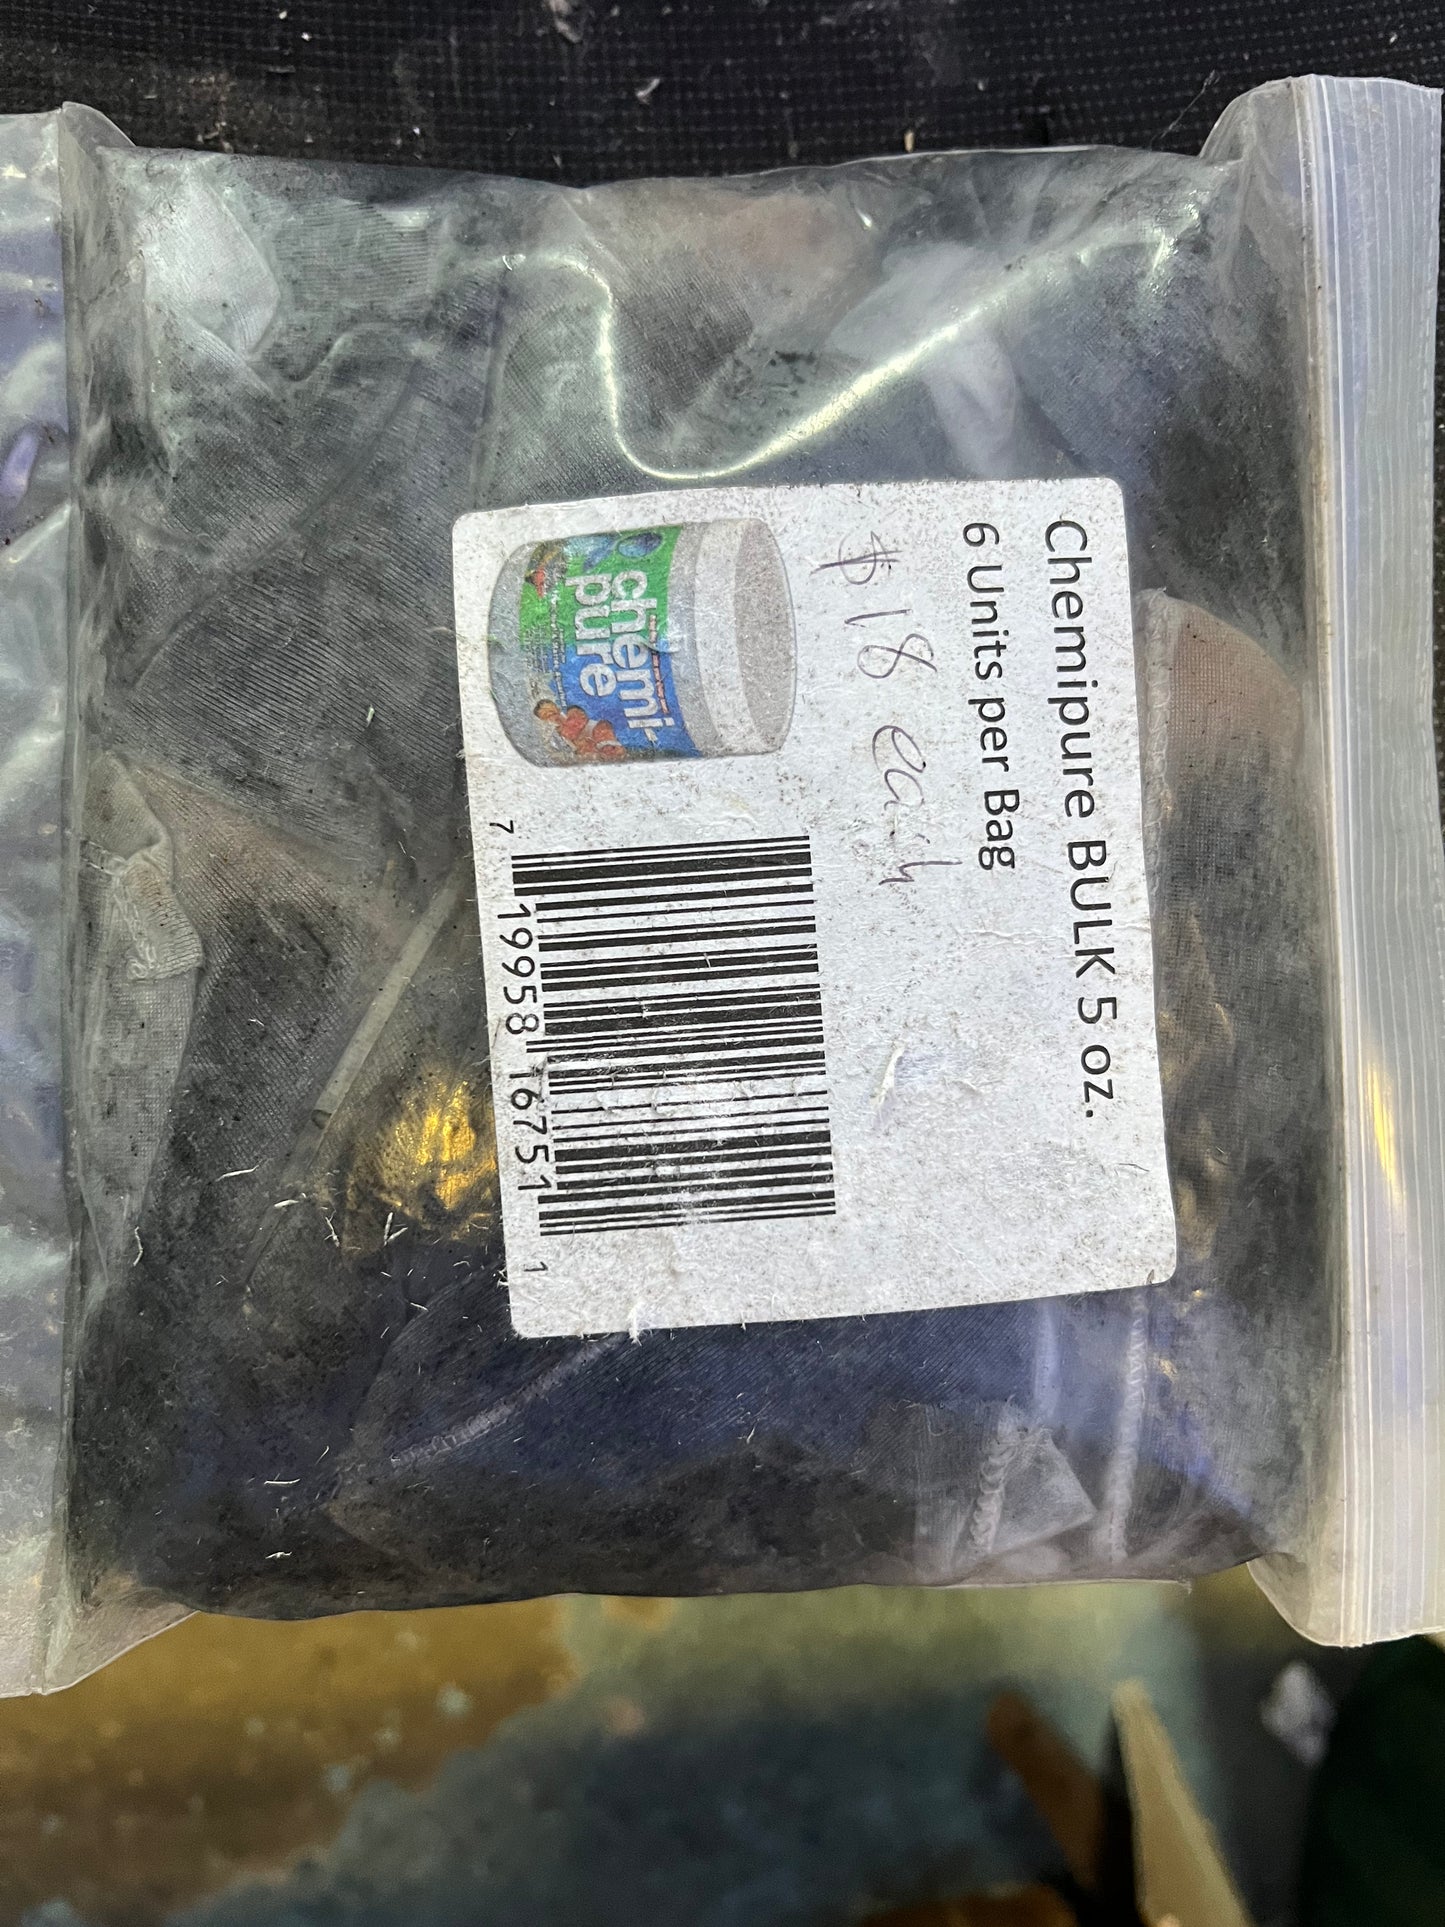 Chemipure BULK 5 oz.
6 Units per Bag
$18 each
chemi-
pure
7 19958 16751 1